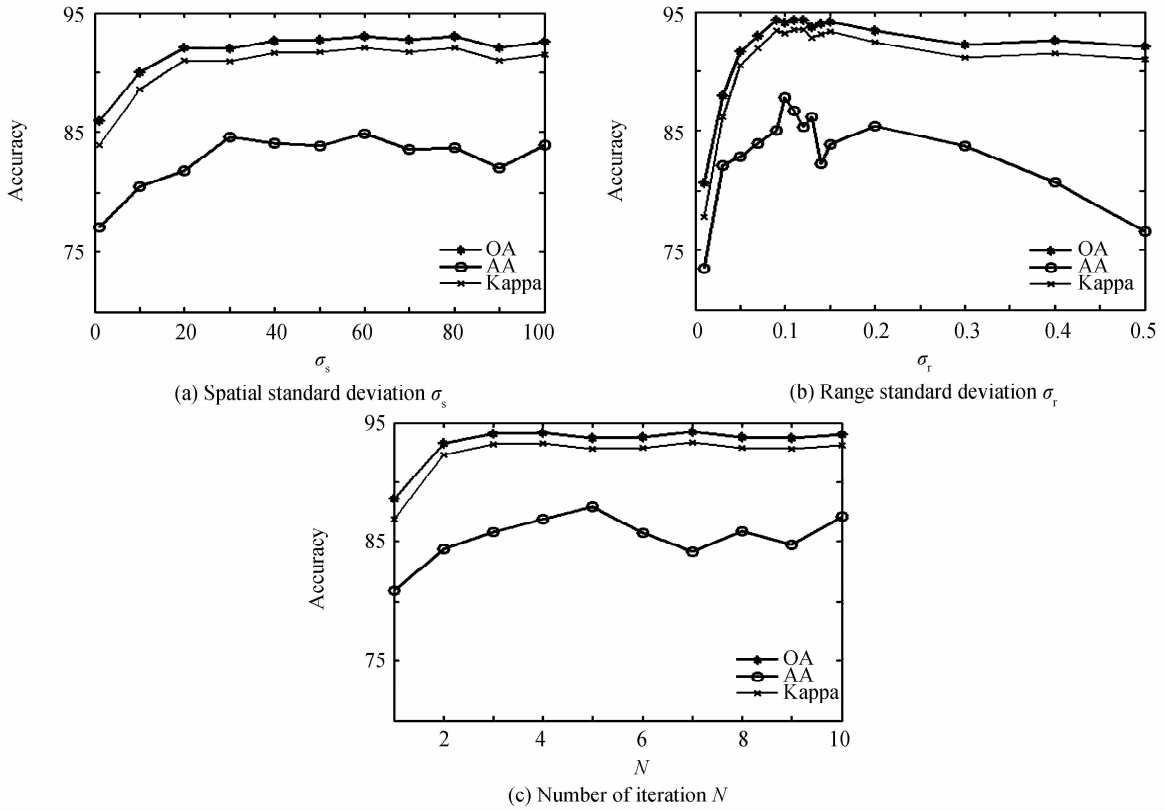 95
85
75
Accuracy
OA
AA
Kappa
0 20 40 60 80 100
σs
(a) Spatial standard deviation σs
95
85
75
Accuracy
OA
AA
Kappa
0 0.1 0.2 0.3 0.4 0.5
σr
(b) Range standard deviation σr
95
85
75
Accuracy
OA
AA
Kappa
2 4 6 8 10
N
(c) Number of iteration N